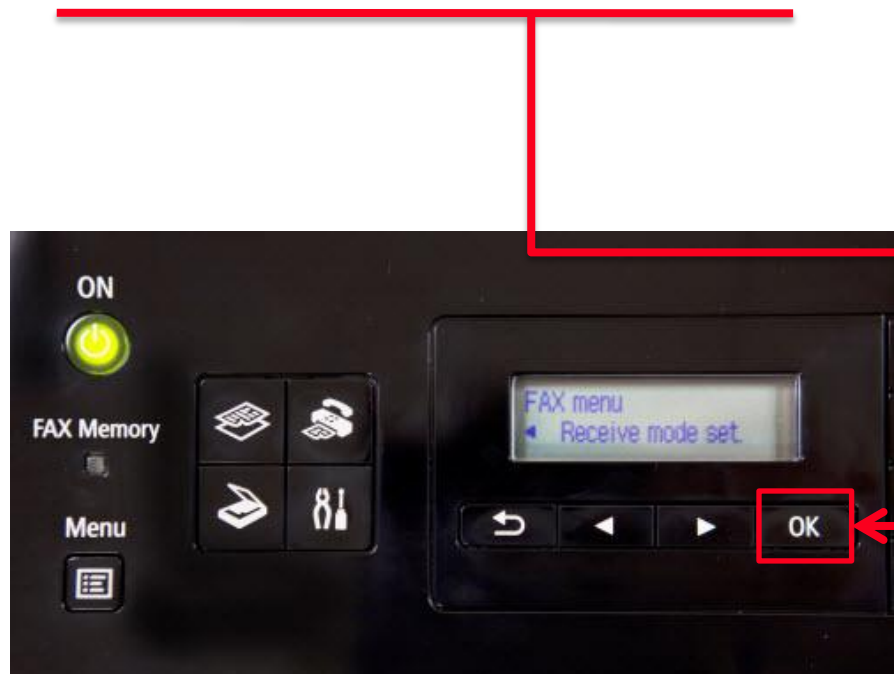 ON
FAX Memory
Menu
FAX menu
Receive mode set.
OK